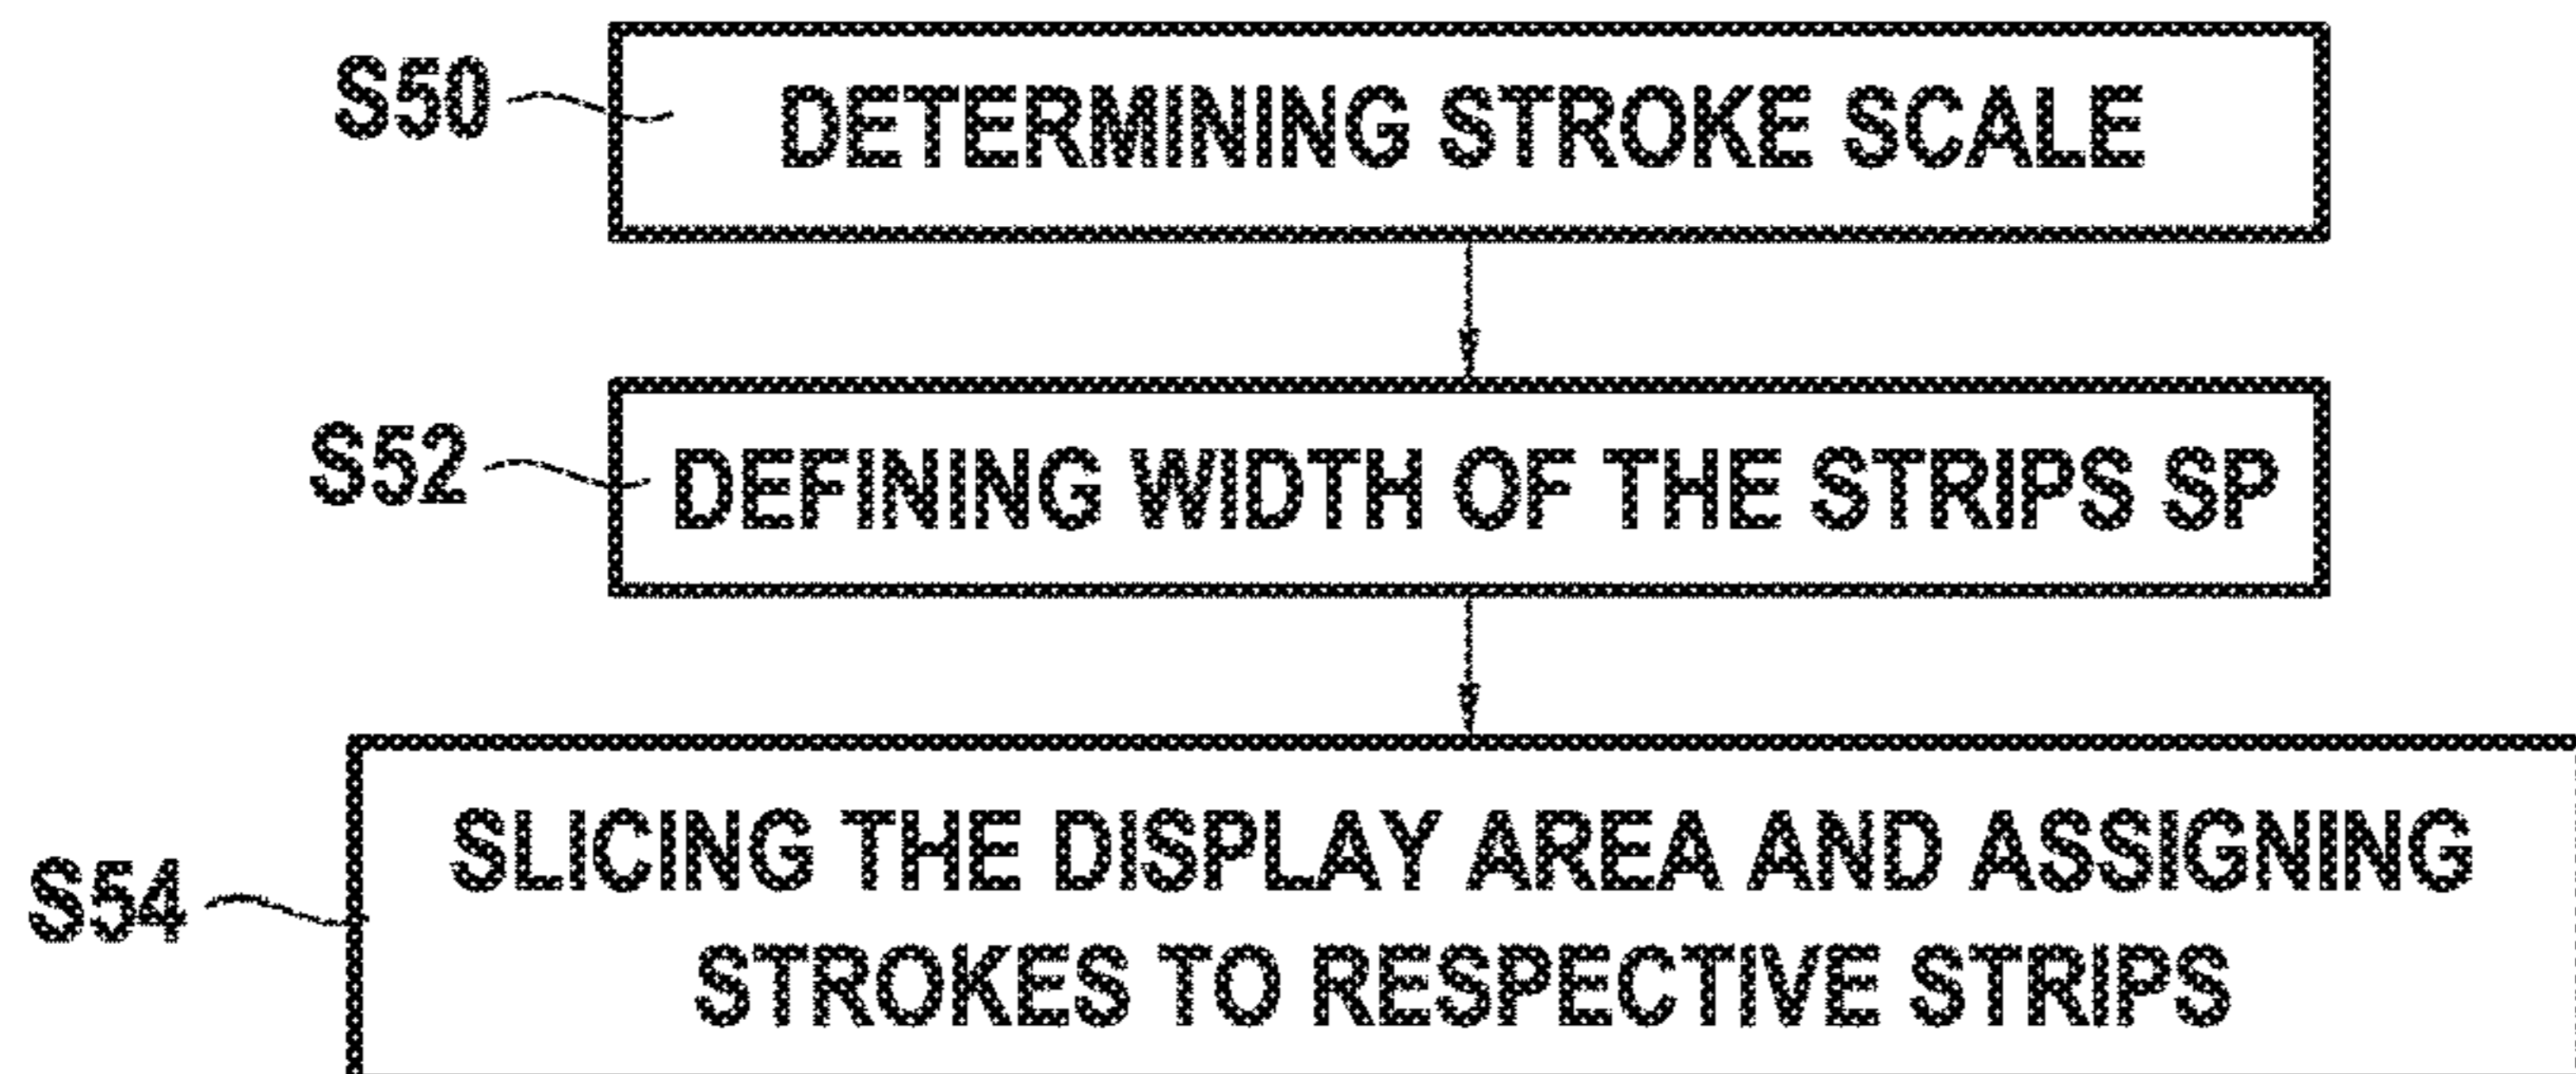 S50
DETERMINING STROKE SCALE
S52
DEFINING WIDTH OF THE STRIPS SP
S54
SLICING THE DISPLAY AREA AND ASSIGNING
STROKES TO RESPECTIVE STRIPS